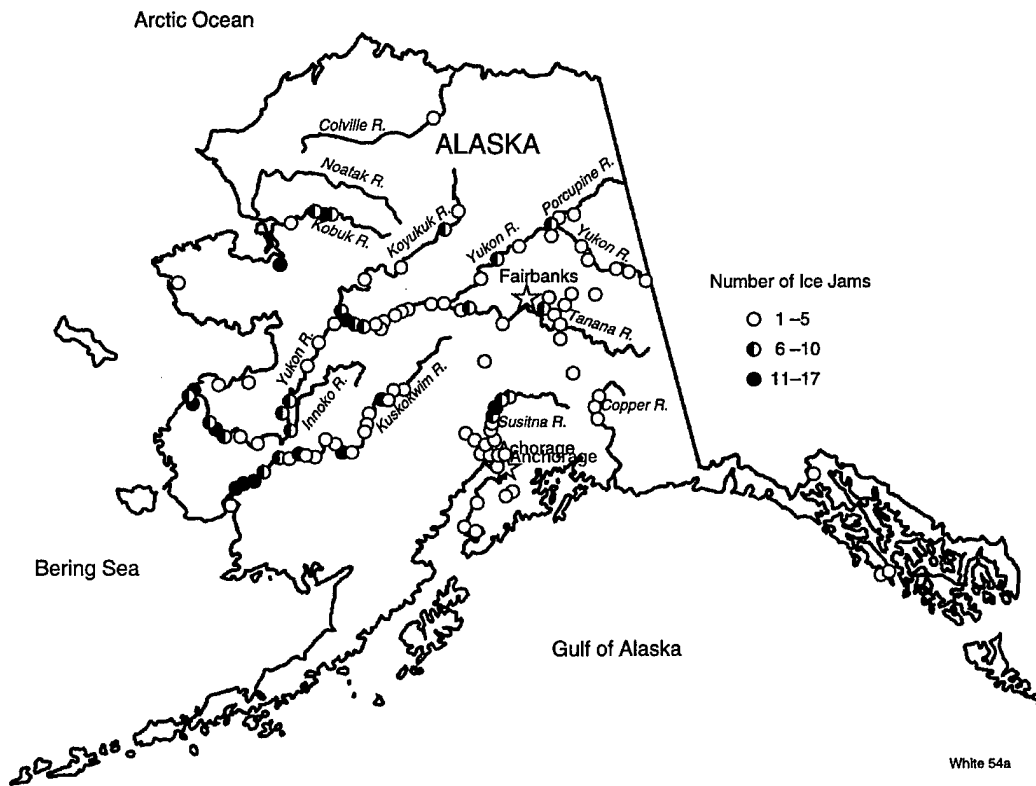 Arctic Ocean
Colville R.
ALASKA
Noatak R.
Porcupine R.
Kobuk R.
Koyukuk R.
Yukon R.
Yukon R.
Fairbanks
Number of Ice Jams
1 –5
6 –10
11–17
Tanana R.
Yukon R.
Innoko R.
Kuskokwim R.
Susitna R.
Copper R.
Achorage
Anchorage
Bering Sea
Gulf of Alaska
White 54a